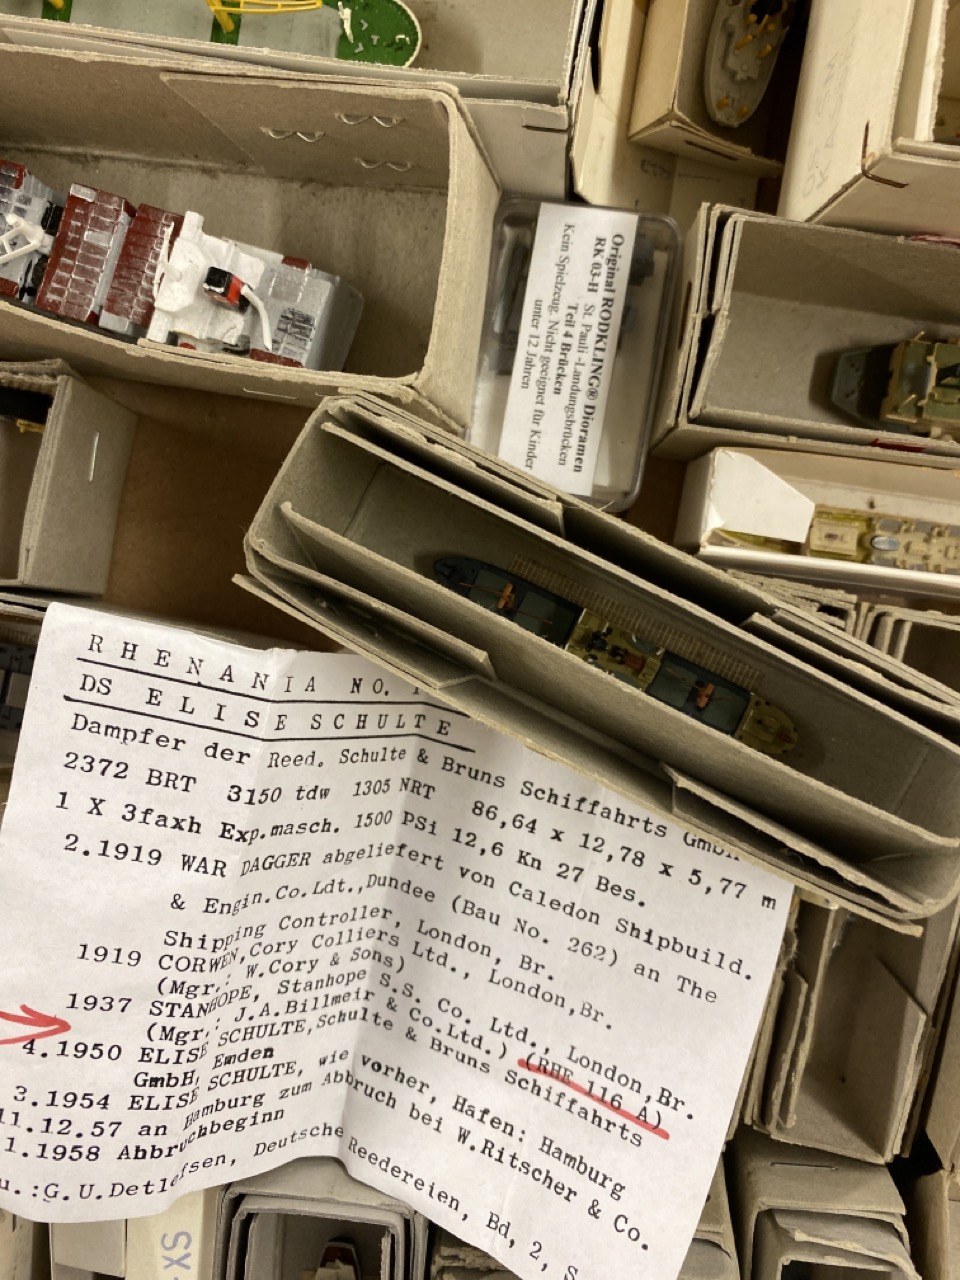 Original RODKLING® Dioramen
RK 03-H St. Pauli-Landungsbrücken
Teil 4 Brücken
Kein Spielzeug. Nicht geeignet für Kinder
unter 12 Jahren
RHENANIA NO.
DS ELISE SCHULTE
Dampfer der Reed. Schulte & Bruns Schiffahrts GmbH
2372 BRT 3150 tdw 1305 NRT 86,64 x 12,78 x 5,77 m
1 X 3faxh Exp.masch. 1500 PSi 12,6 Kn 27 Bes.
2.1919 WAR DAGGER abgeliefert von Caledon Shipbuild.
& Engin.Co.Ldt.,Dundee (Bau No. 262) an The
Shipping Controller, London, Br.
1919 CORWEN,Cory Colliers Ltd., London,Br.
(Mgr.: W.Cory & Sons)
1937 STANHOPE, Stanhope S.S. Co. Ltd., London,Br.
(Mgr.: J.A.Billmeir & Co.Ltd.) (RHE 116 A)
4.1950 ELISE SCHULTE,Schulte & Bruns Schiffahrts
GmbH, Emden
3.1954 ELISE SCHULTE, wie vorher, Hafen: Hamburg
11.12.57 an Hamburg zum Abbruch bei W.Ritscher & Co.
1.1958 Abbruchbeginn
u.:G.U.Detlefsen, Deutsche Reedereien, Bd, 2, S
XS